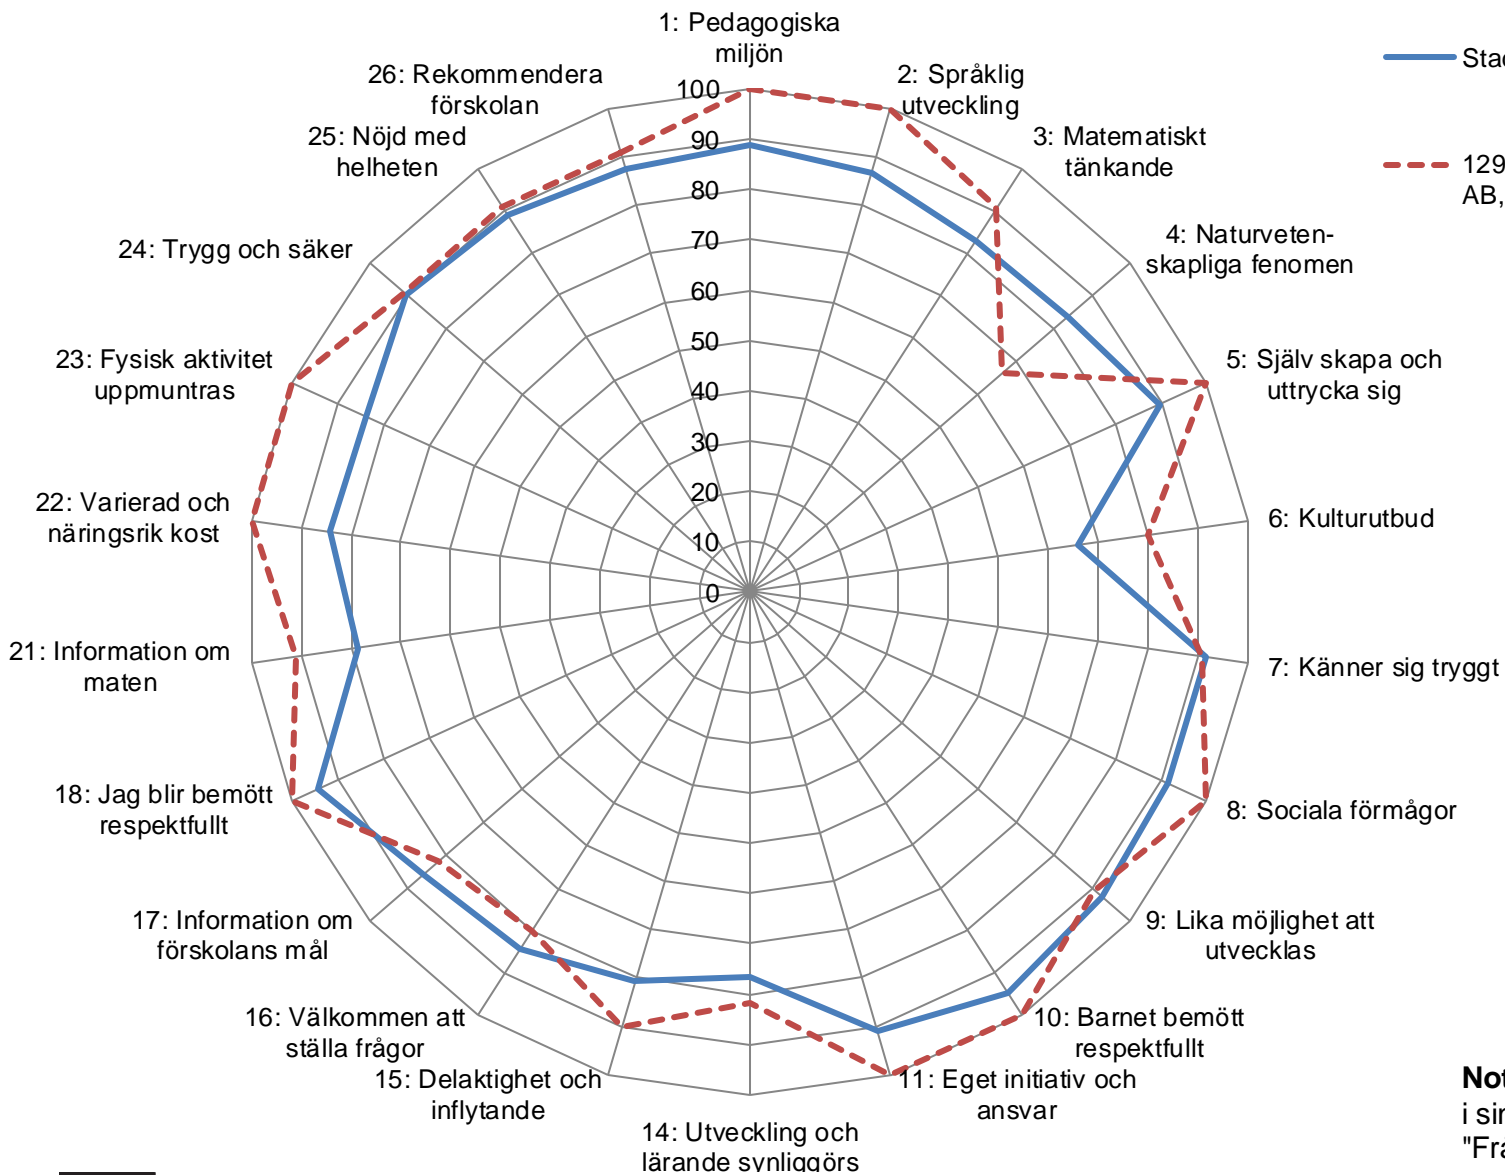 1: Pedagogiska
miljön
2: Språklig
utveckling
3: Matematiskt
tänkande
4: Naturveten-
skapliga fenomen
5: Själv skapa och
uttrycka sig
6: Kulturutbud
7: Känner sig tryggt
8: Sociala förmågor
9: Lika möjlighet att
utvecklas
10: Barnet bemött
respektfullt
11: Eget initiativ och
ansvar
14: Utveckling och
lärande synliggörs
15: Delaktighet och
inflytande
16: Välkommen att
ställa frågor
17: Information om
förskolans mål
18: Jag blir bemött
respektfullt
21: Information om
maten
22: Varierad och
näringsrik kost
23: Fysisk aktivitet
uppmuntras
24: Trygg och säker
25: Nöjd med
helheten
26: Rekommendera
förskolan
100
90
80
70
60
50
40
30
20
10
0
129
AB,
i